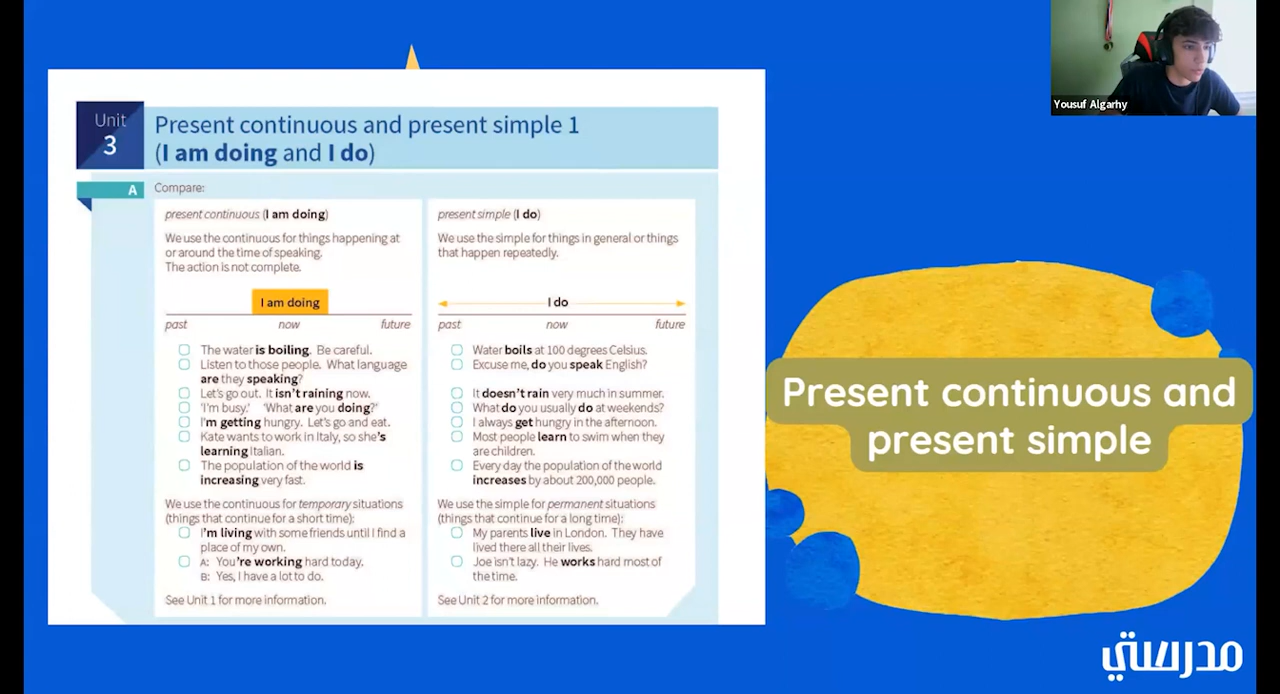 Yousuf Algarhy
Unit
3
Present continuous and present simple 1
(I am doing and I do)
A
Compare:
present continuous (I am doing)
We use the continuous for things happening at
or around the time of speaking.
The action is not complete.
I am doing
past now future
The water is boiling. Be careful.
Listen to those people. What language
are they speaking?
Let's go out. It isn't raining now.
'I'm busy.' 'What are you doing?'
I'm getting hungry. Let's go and eat.
Kate wants to work in Italy, so she's
learning Italian.
The population of the world is
increasing very fast.
We use the continuous for temporary situations
(things that continue for a short time):
I'm living with some friends until I find a
place of my own.
A: You're working hard today.
B: Yes, I have a lot to do.
See Unit 1 for more information.
present simple (I do)
We use the simple for things in general or things
that happen repeatedly.
I do
past now future
Water boils at 100 degrees Celsius.
Excuse me, do you speak English?
It doesn't rain very much in summer.
What do you usually do at weekends?
I always get hungry in the afternoon.
Most people learn to swim when they
are children.
Every day the population of the world
increases by about 200,000 people.
We use the simple for permanent situations
(things that continue for a long time):
My parents live in London. They have
lived there all their lives.
Joe isn't lazy. He works hard most of
the time.
See Unit 2 for more information.
Present continuous and
present simple
مدرستي